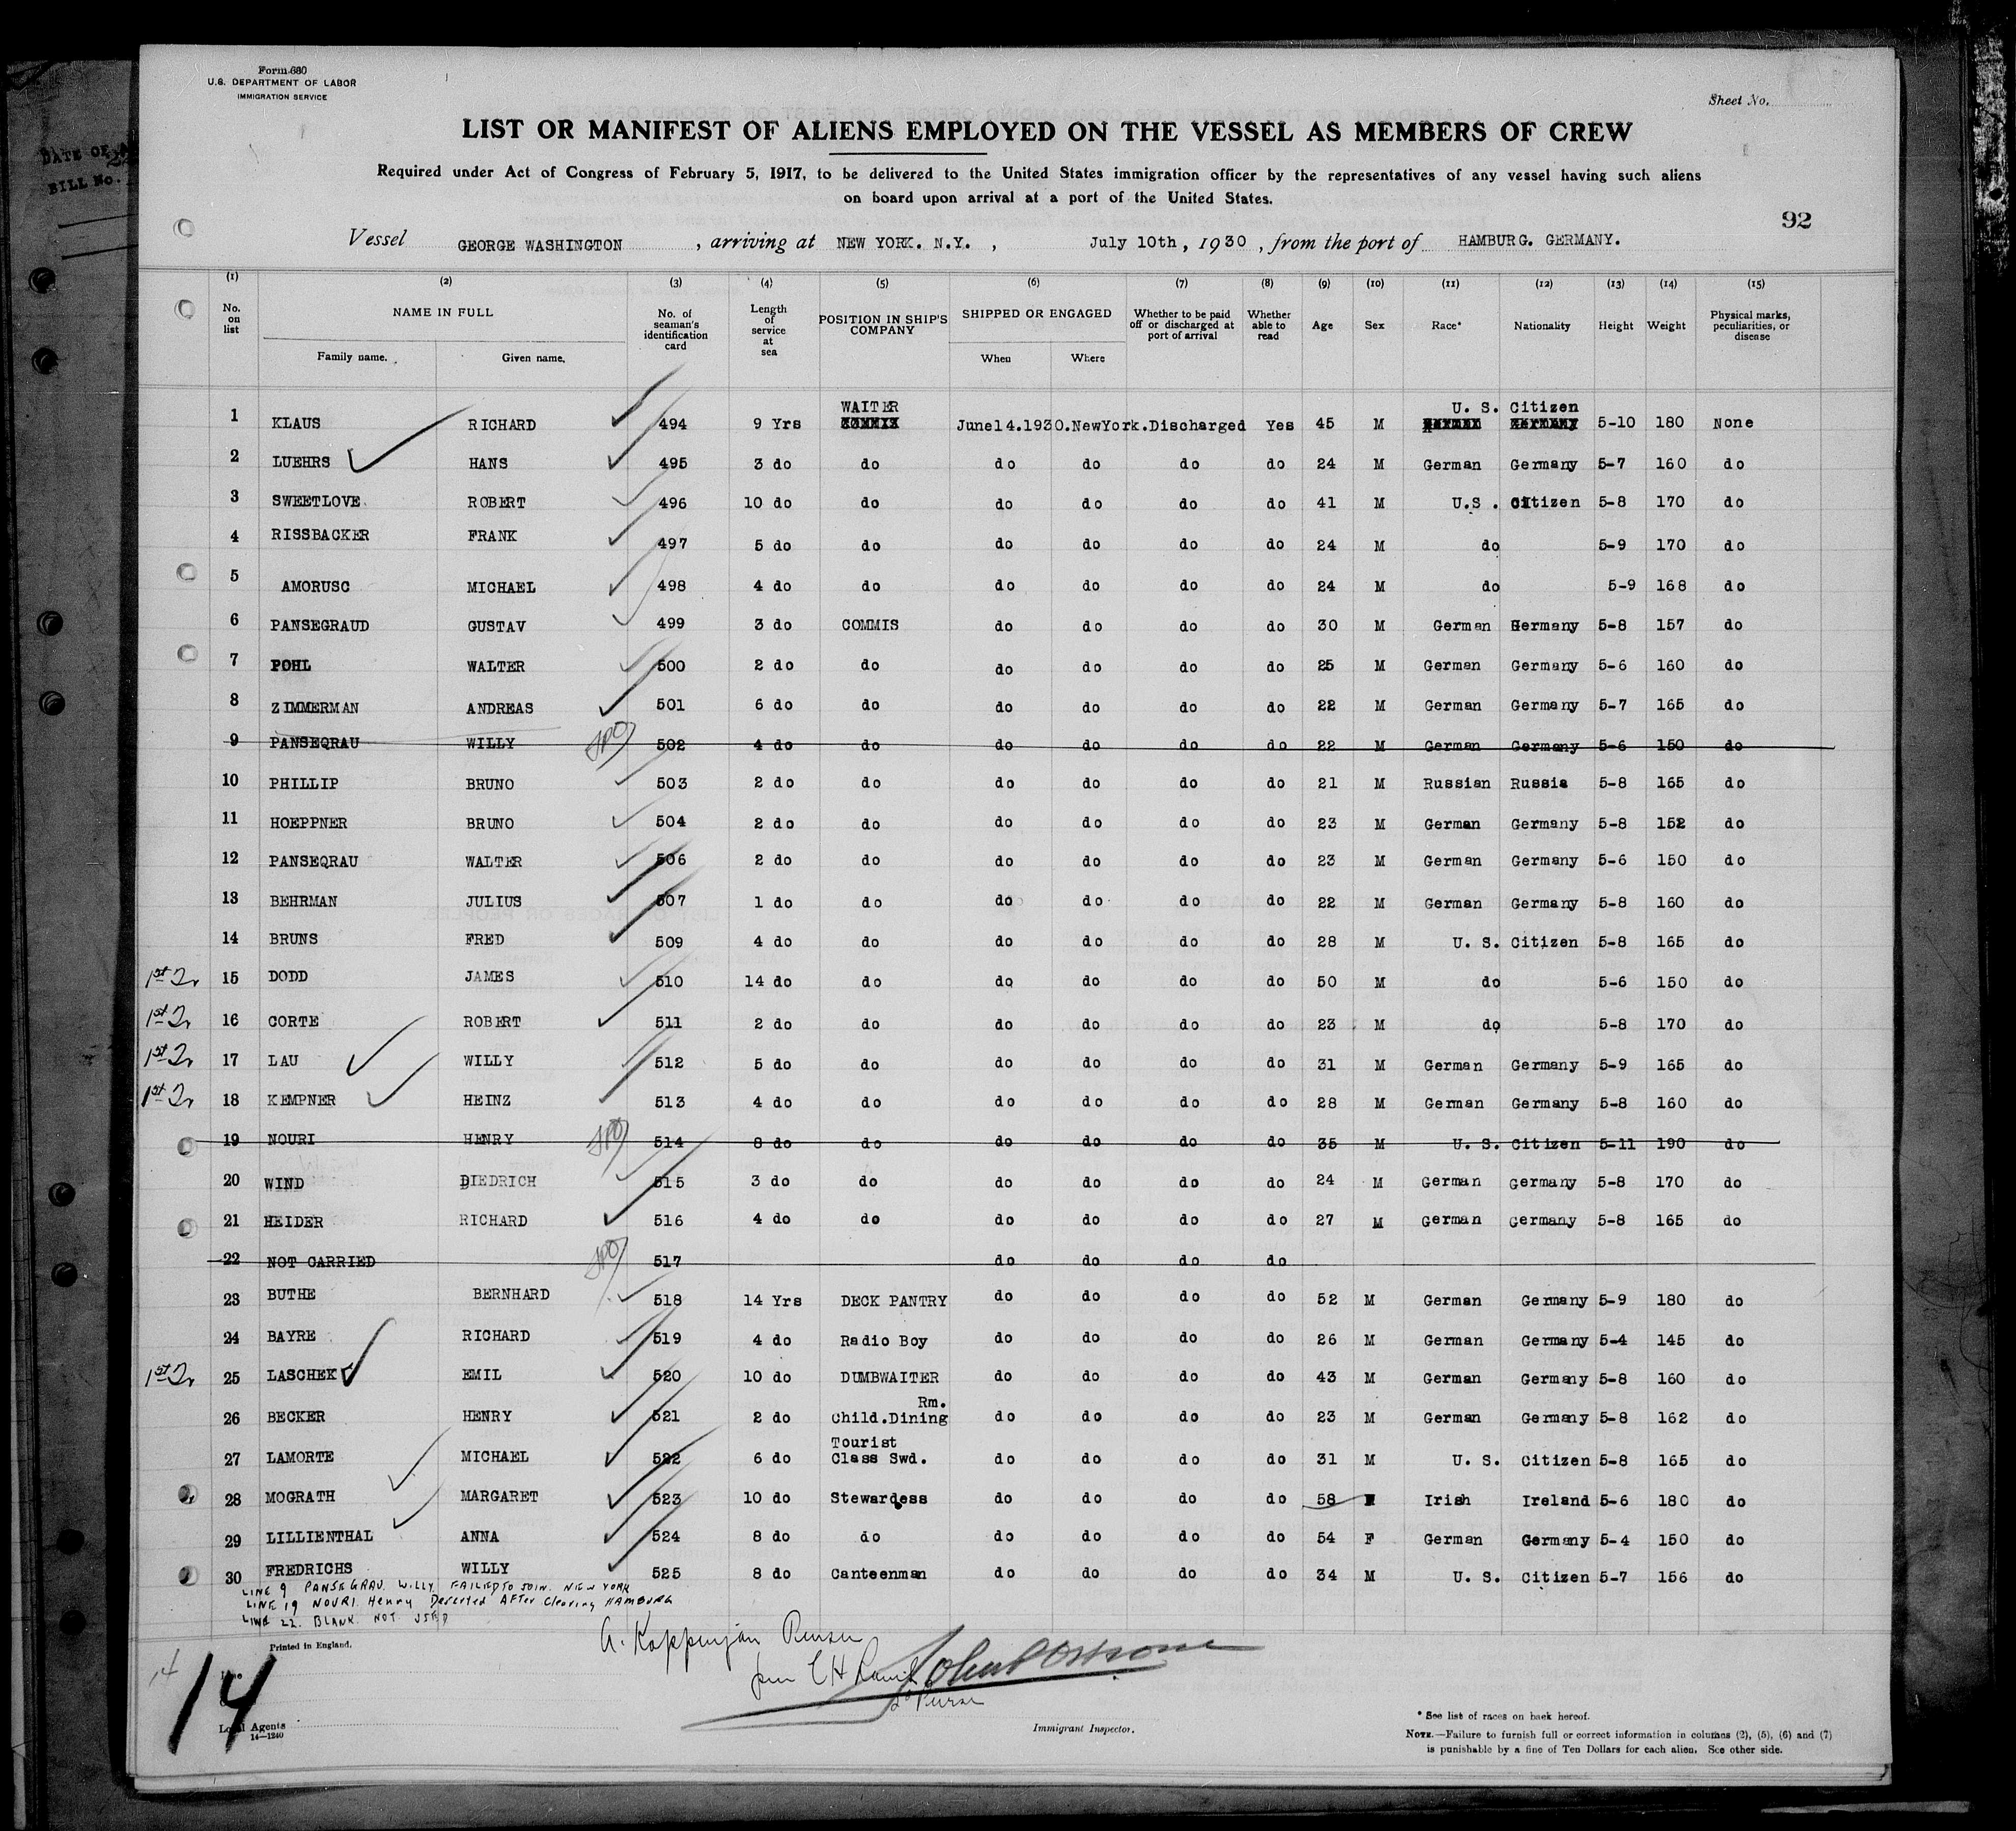 Form 680
U.S. DEPARTMENT OF LABOR
IMMIGRATION SERVICE
Sheet No.
LIST OR MANIFEST OF ALIENS EMPLOYED ON THE VESSEL AS MEMBERS OF CREW
Required under Act of Congress of February 5, 1917, to be delivered to the United States immigration officer by the representatives of any vessel having such aliens
on board upon arrival at a port of the United States.
92
Vessel GEORGE WASHINGTON , arriving at NEW YORK. N.Y. , July 10th, 1930 , from the port of HAMBURG. GERMANY.
(1) (2) (3) (4) (5) (6) (7) (8) (9) (10) (11) (12) (13) (14) (15)
No. on list NAME IN FULL Family name. Given name. No. of seaman's identification card Length of service at sea POSITION IN SHIP'S COMPANY SHIPPED OR ENGAGED When Where Whether to be paid off or discharged at port of arrival Whether able to read Age Sex Race* Nationality Height Weight Physical marks, peculiarities, or disease
1 KLAUS RICHARD 494 9 Yrs WAITER June14.1930.NewYork.Discharged Yes 45 M U. S. Citizen 5-10 180 None
2 LUEHRS HANS 495 3 do do do do do do 24 M German Germany 5-7 160 do
3 SWEETLOVE ROBERT 496 10 do do do do do do 41 M U.S. Citizen 5-8 170 do
4 RISSBACKER FRANK 497 5 do do do do do do 24 M do 5-9 170 do
5 AMORUSC MICHAEL 498 4 do do do do do do 24 M do 5-9 168 do
6 PANSEGRAUD GUSTAV 499 3 do COMMIS do do do do 30 M German Germany 5-8 157 do
7 POHL WALTER 500 2 do do do do do do 25 M German Germany 5-6 160 do
8 ZIMMERMAN ANDREAS 501 6 do do do do do do 22 M German Germany 5-7 165 do
9 PANSEQRAU WILLY 502 4 do do do do do do 22 M German Germany 5-6 150 do
10 PHILLIP BRUNO 503 2 do do do do do do 21 M Russian Russia 5-8 165 do
11 HOEPPNER BRUNO 504 2 do do do do do do 23 M German Germany 5-8 152 do
12 PANSEQRAU WALTER 506 2 do do do do do do 23 M German Germany 5-6 150 do
13 BEHRMAN JULIUS 507 1 do do do do do do 22 M German Germany 5-8 160 do
14 BRUNS FRED 509 4 do do do do do do 28 M U. S. Citizen 5-8 165 do
1st Tr 15 DODD JAMES 510 14 do do do do do do 50 M do 5-6 150 do
1st Tr 16 CORTE ROBERT 511 2 do do do do do do 23 M do 5-8 170 do
1st Tr 17 LAU WILLY 512 5 do do do do do do 31 M German Germany 5-9 165 do
1st Tr 18 KEMPNER HEINZ 513 4 do do do do do do 28 M German Germany 5-8 160 do
19 NOURI HENRY 514 8 do do do do do do 35 M U. S. Citizen 5-11 190 do
20 WIND DIEDRICH 515 3 do do do do do do 24 M German Germany 5-8 170 do
21 HEIDER RICHARD 516 4 do do do do do do 27 M German Germany 5-8 165 do
22 NOT CARRIED 517 do do do do
23 BUTHE BERNHARD 518 14 Yrs DECK PANTRY do do do do 52 M German Germany 5-9 180 do
24 BAYRE RICHARD 519 4 do Radio Boy do do do do 26 M German Germany 5-4 145 do
1st Tr 25 LASCHEK EMIL 520 10 do DUMBWAITER do do do do 43 M German Germany 5-8 160 do
26 BECKER HENRY 521 2 do Child.Dining Rm. do do do do 23 M German Germany 5-8 162 do
27 LAMORTE MICHAEL 522 6 do Tourist Class Swd. do do do do 31 M U. S. Citizen 5-8 165 do
28 MOGRATH MARGARET 523 10 do Stewardess do do do do 58 Irish Ireland 5-6 180 do
29 LILLIENTHAL ANNA 524 8 do do do do do do 54 F German Germany 5-4 150 do
30 FREDRICHS WILLY 525 8 do Canteenman do do do do 34 M U. S. Citizen 5-7 156 do
LINE 9 PANSEGRAU. WILLY. FAILED TO JOIN. NEW YORK
LINE 19 NOURI. Henry Deserted AFTer Clearing HAMBURG
LINE 22. BLANK. NOT USED
Printed in England.
14
14
Local Agents
14—1240
Immigrant Inspector.
* See list of races on back hereof.
NOTE.—Failure to furnish full or correct information in columns (2), (5), (6) and (7)
is punishable by a fine of Ten Dollars for each alien. See other side.